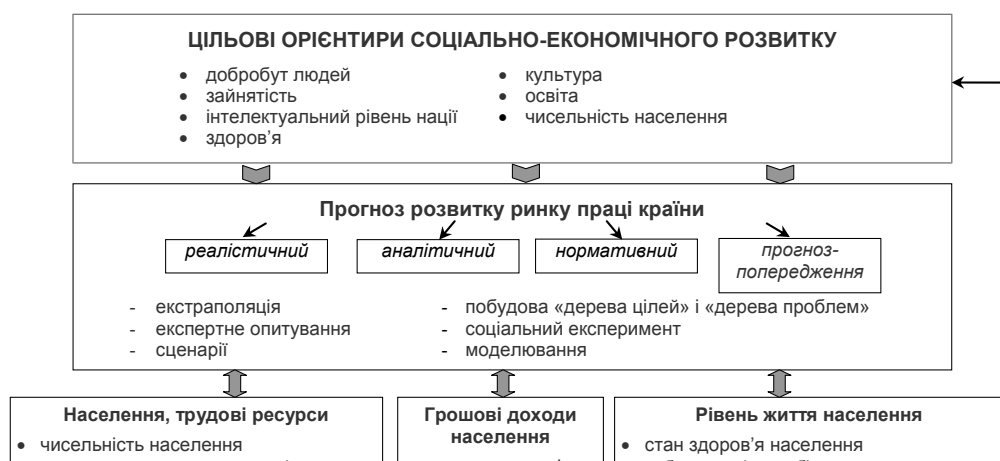 ЦІЛЬОВІ ОРІЄНТИРИ СОЦІАЛЬНО-ЕКОНОМІЧНОГО РОЗВИТКУ
• добробут людей
• зайнятість
• інтелектуальний рівень нації
• здоров’я
• культура
• освіта
• чисельність населення
Прогноз розвитку ринку праці країни
реалістичний
аналітичний
нормативний
прогноз-
попередження
- екстраполяція
- експертне опитування
- сценарії
- побудова «дерева цілей» і «дерева проблем»
- соціальний експеримент
- моделювання
Населення, трудові ресурси
• чисельність населення
Грошові доходи
населення
Рівень життя населення
• стан здоров’я населення